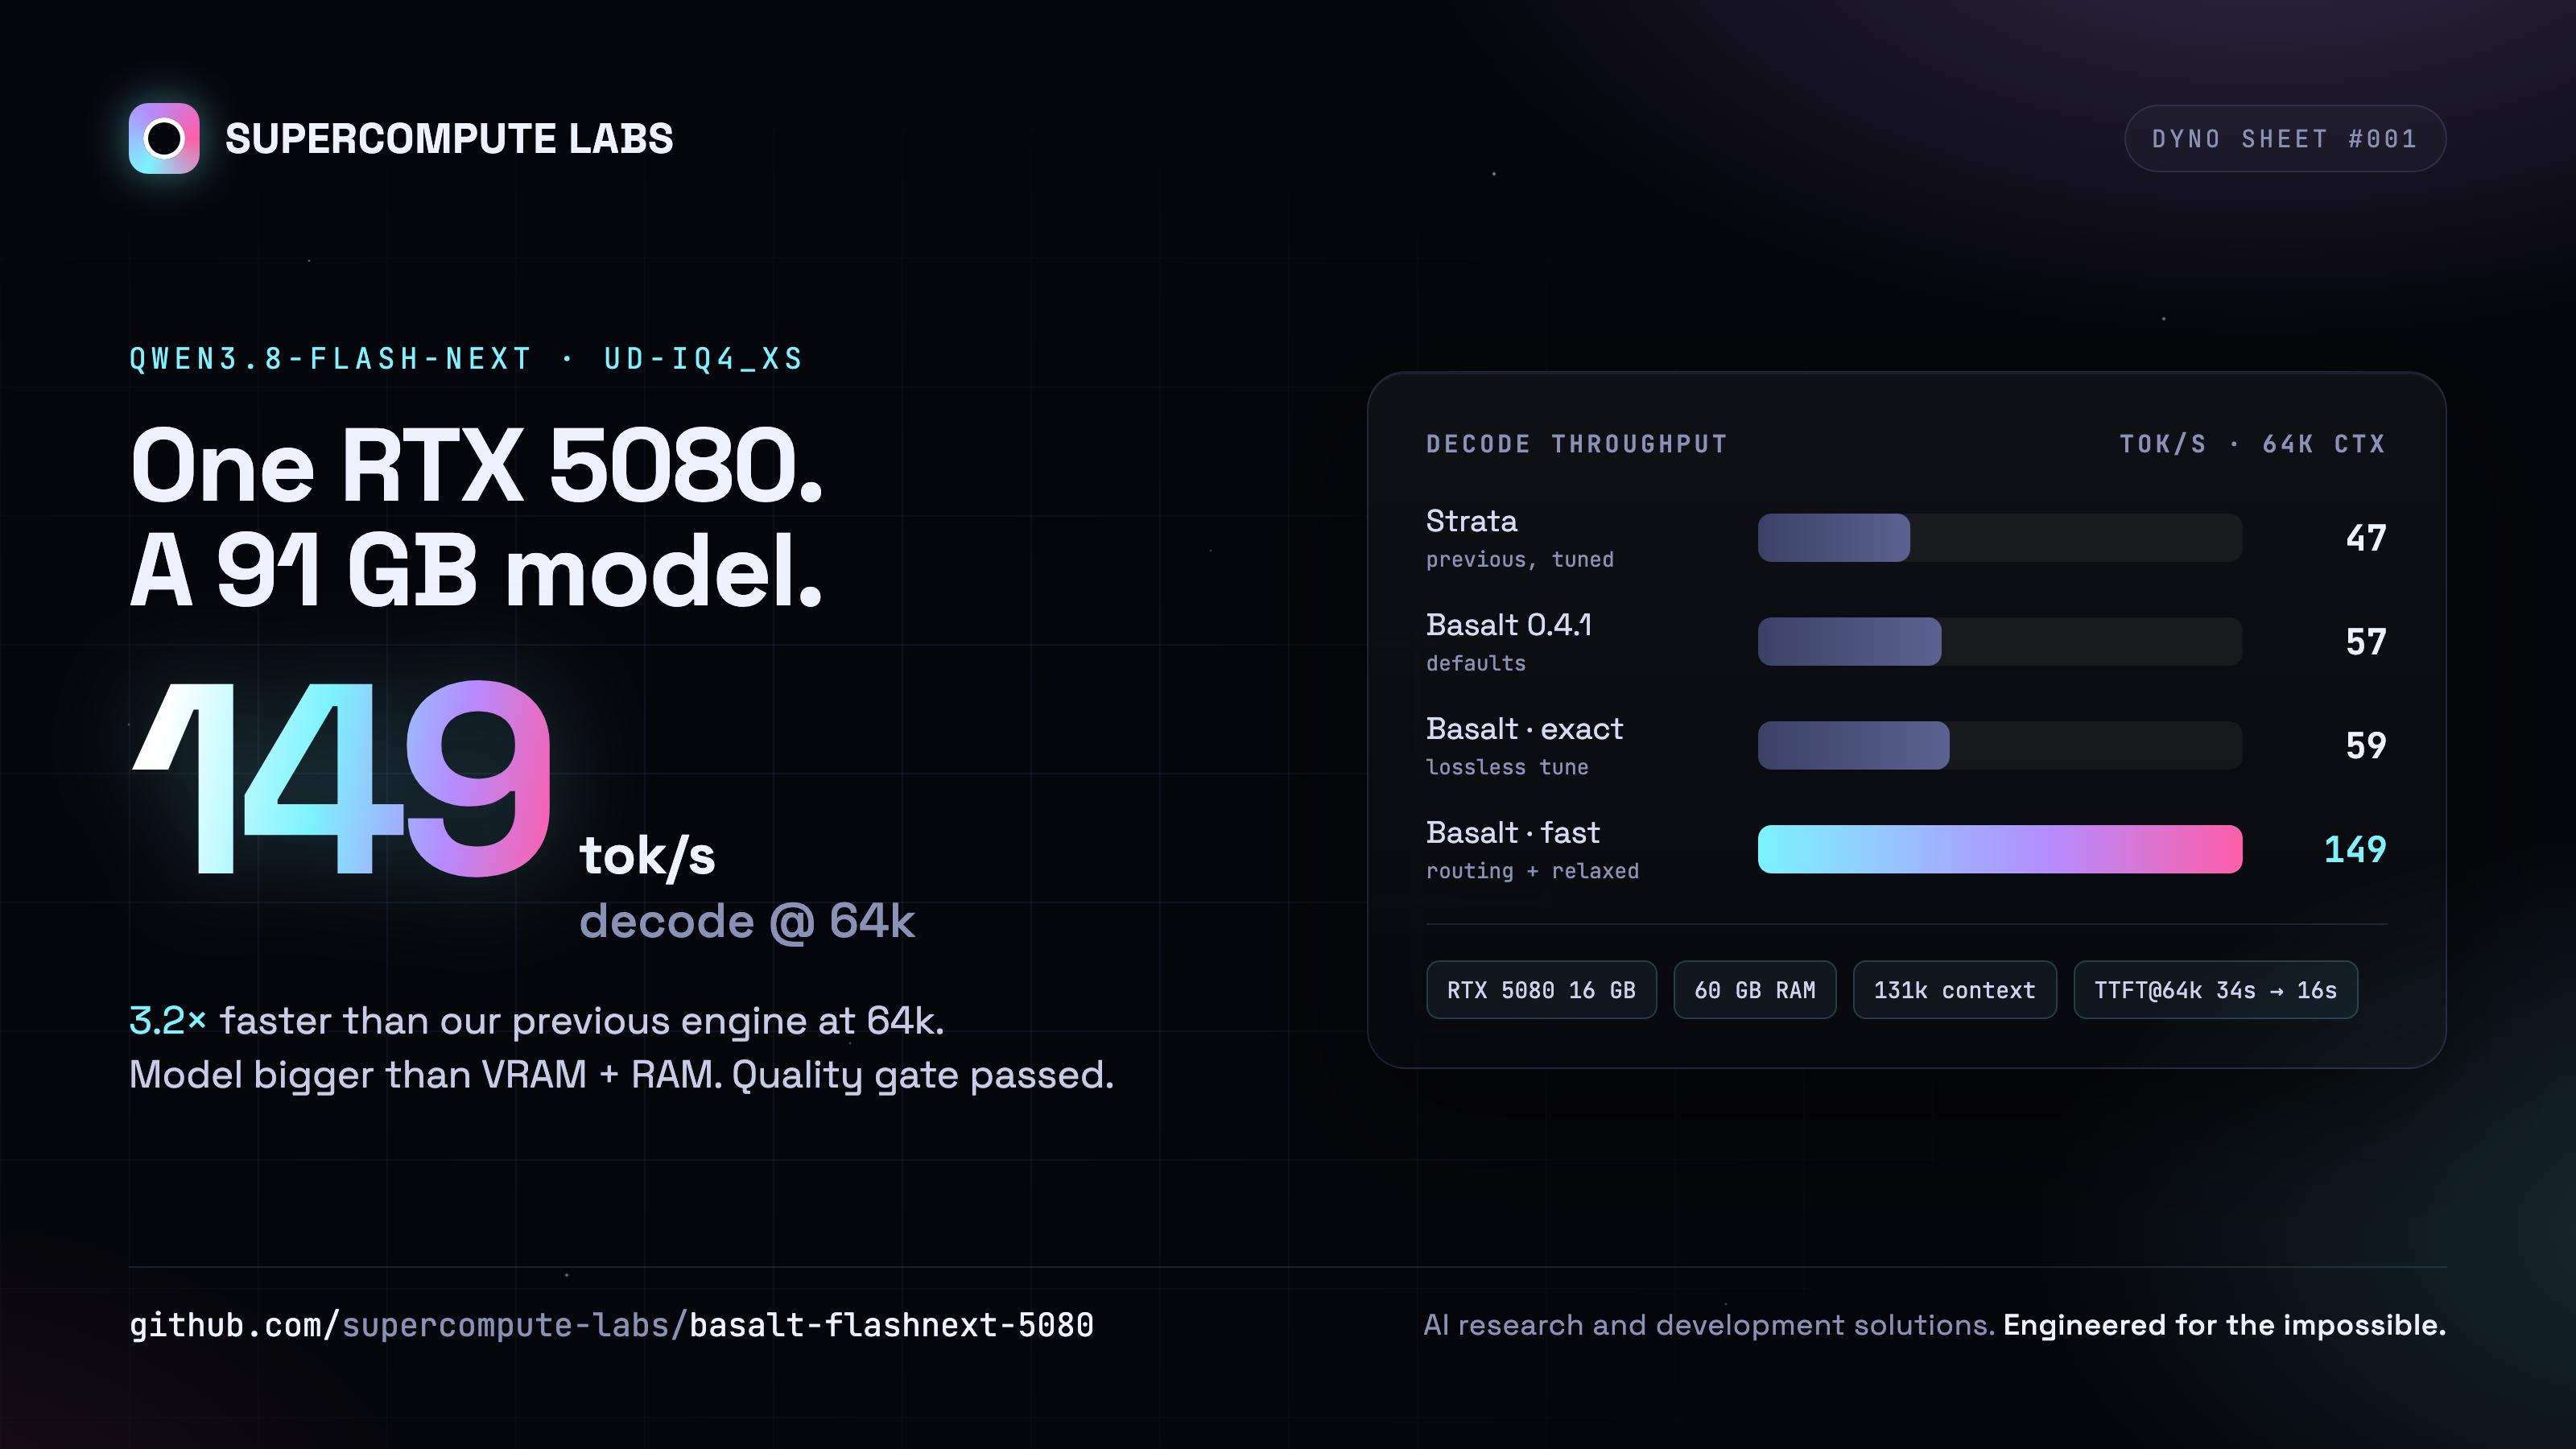 SUPERCOMPUTE LABS
DYNO SHEET #001
QWEN3.8-FLASH-NEXT · UD-IQ4_XS
One RTX 5080.
A 91 GB model.
149 tok/s
decode @ 64k
3.2× faster than our previous engine at 64k.
Model bigger than VRAM + RAM. Quality gate passed.
DECODE THROUGHPUT TOK/S · 64K CTX
Strata
previous, tuned
47
Basalt 0.4.1
defaults
57
Basalt · exact
lossless tune
59
Basalt · fast
routing + relaxed
149
RTX 5080 16 GB 60 GB RAM 131k context TTFT@64k 34s → 16s
github.com/supercompute-labs/basalt-flashnext-5080
AI research and development solutions. Engineered for the impossible.